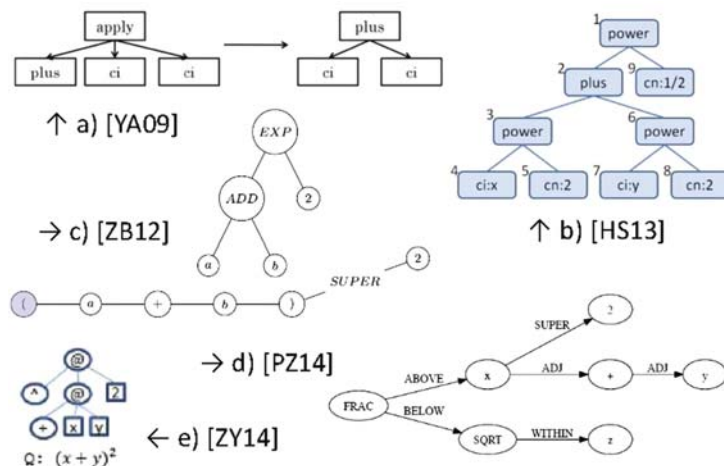 apply
plus
plus
ci
ci
ci
ci
↑ a) [YA09]
1
power
2
plus
9
cn:1/2
3
power
6
power
4
ci:x
5
cn:2
7
ci:y
8
cn:2
↑ b) [HS13]
EXP
ADD
2
a
b
→ c) [ZB12]
(
a
+
b
)
SUPER
2
→ d) [PZ14]
FRAC
ABOVE
x
SUPER
2
ADJ
+
ADJ
y
BELOW
SQRT
WITHIN
z
@
^
@
2
+
x
y
Q: (x + y)²
← e) [ZY14]